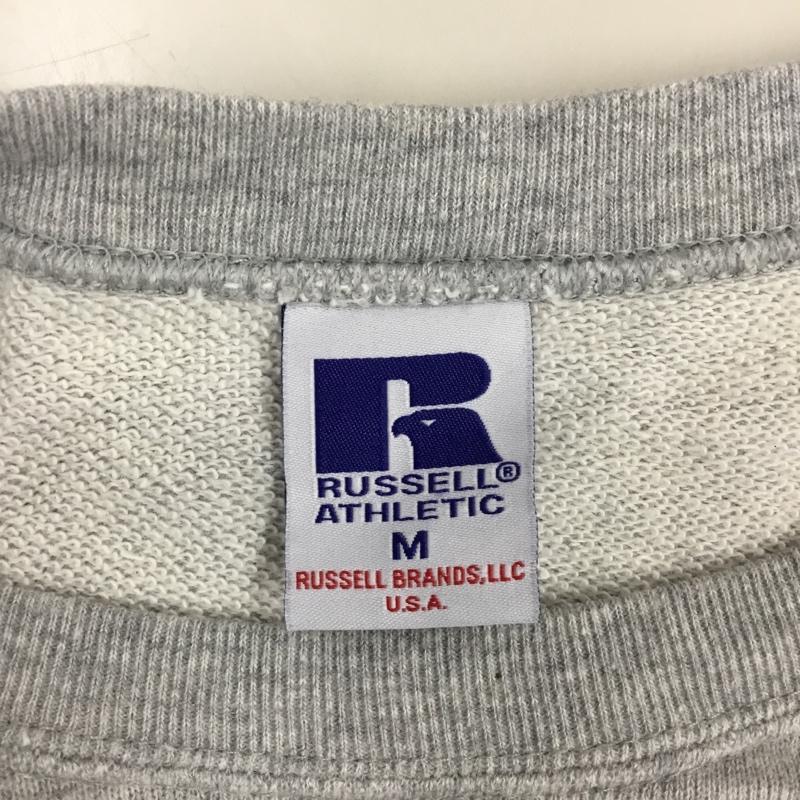 RUSSELL®
ATHLETIC
M
RUSSELL BRANDS, LLC
U.S.A.